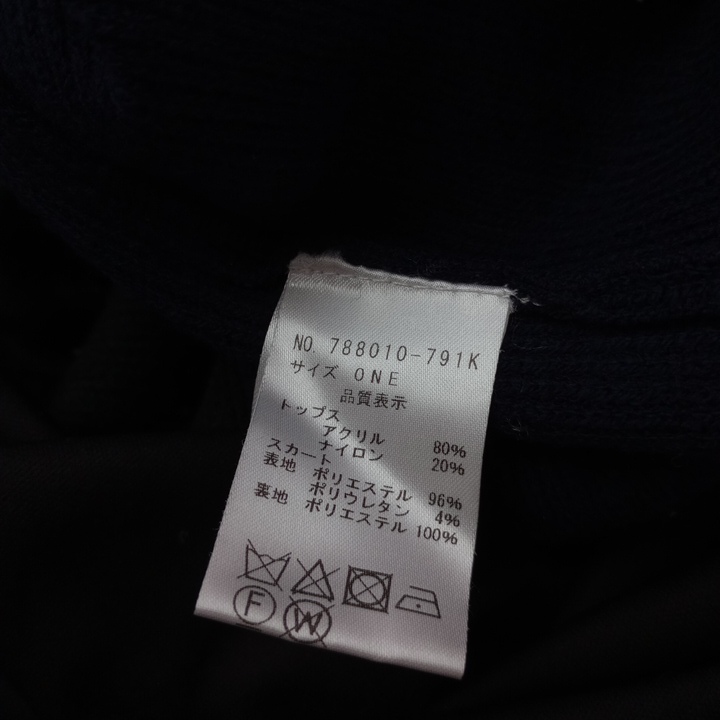 NO. 788010-791K
サイズ ONE
品質表示
トップス
アクリル 80%
ナイロン 20%
スカート
表地 ポリエステル 96%
ポリウレタン 4%
裏地 ポリエステル 100%
F W